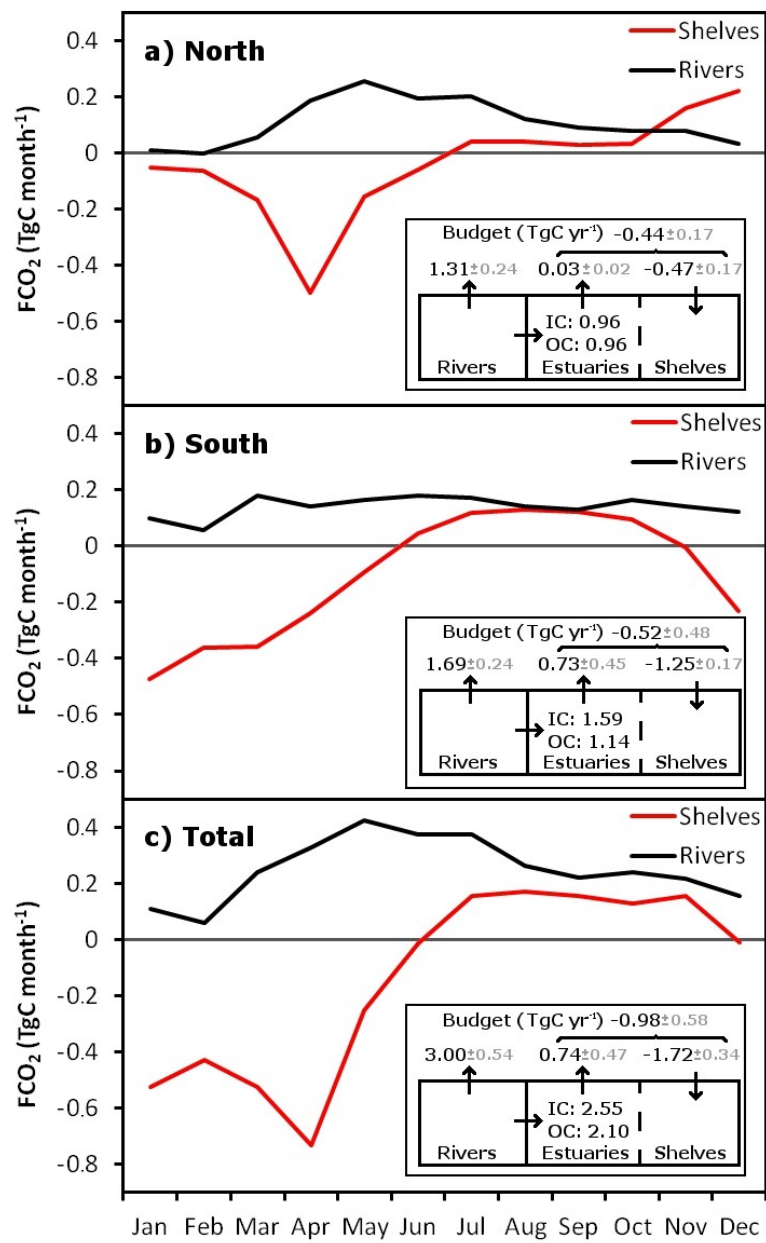 a) North
Shelves
Rivers
0.4
0.2
0
-0.2
-0.4
-0.6
-0.8
FCO₂ (TgC month⁻¹)
Budget (TgC yr⁻¹) -0.44±0.17
1.31±0.24 0.03±0.02 -0.47±0.17
IC: 0.96
OC: 0.96
Rivers Estuaries Shelves
b) South
Shelves
Rivers
0.4
0.2
0
-0.2
-0.4
-0.6
-0.8
FCO₂ (TgC month⁻¹)
Budget (TgC yr⁻¹) -0.52±0.48
1.69±0.24 0.73±0.45 -1.25±0.17
IC: 1.59
OC: 1.14
Rivers Estuaries Shelves
c) Total
Shelves
Rivers
0.4
0.2
0
-0.2
-0.4
-0.6
-0.8
FCO₂ (TgC month⁻¹)
Budget (TgC yr⁻¹) -0.98±0.58
3.00±0.54 0.74±0.47 -1.72±0.34
IC: 2.55
OC: 2.10
Rivers Estuaries Shelves
Jan Feb Mar Apr May Jun Jul Aug Sep Oct Nov Dec